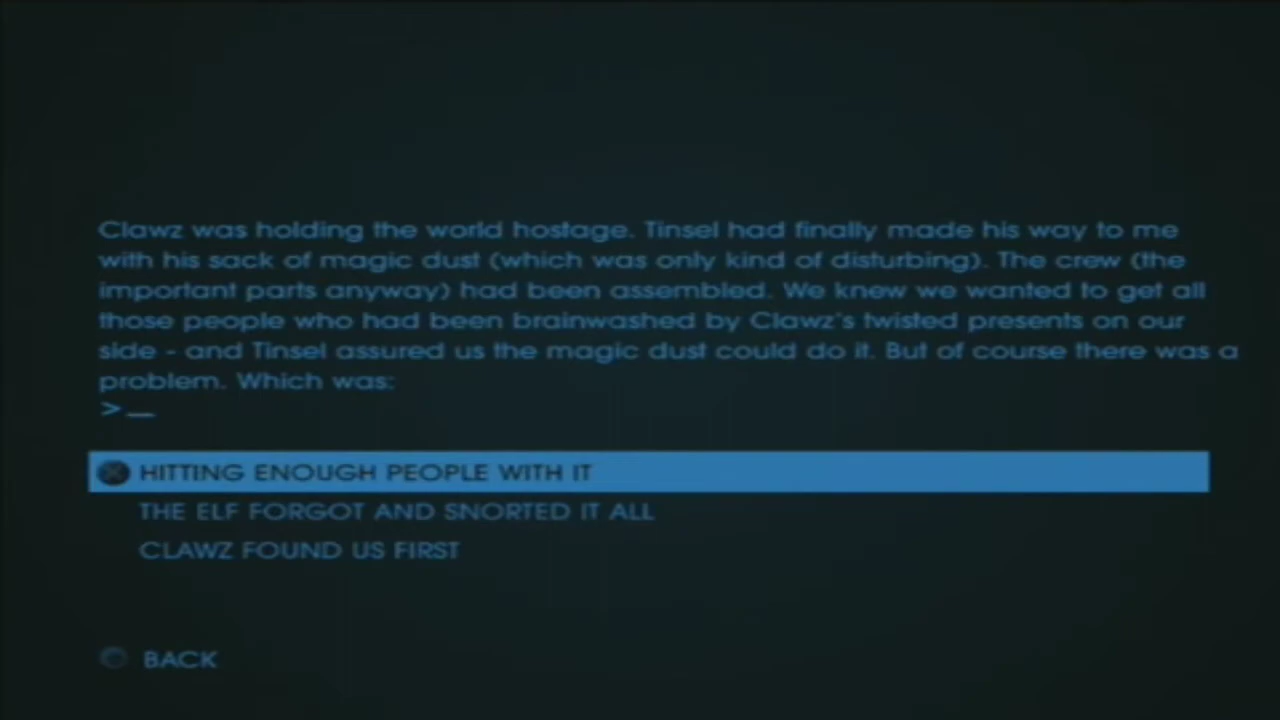 Clawz was holding the world hostage. Tinsel had finally made his way to me
with his sack of magic dust (which was only kind of disturbing). The crew (the
important parts anyway) had been assembled. We knew we wanted to get all
those people who had been brainwashed by Clawz's twisted presents on our
side - and Tinsel assured us the magic dust could do it. But of course there was a
problem. Which was:
>_
HITTING ENOUGH PEOPLE WITH IT
THE ELF FORGOT AND SNORTED IT ALL
CLAWZ FOUND US FIRST
BACK